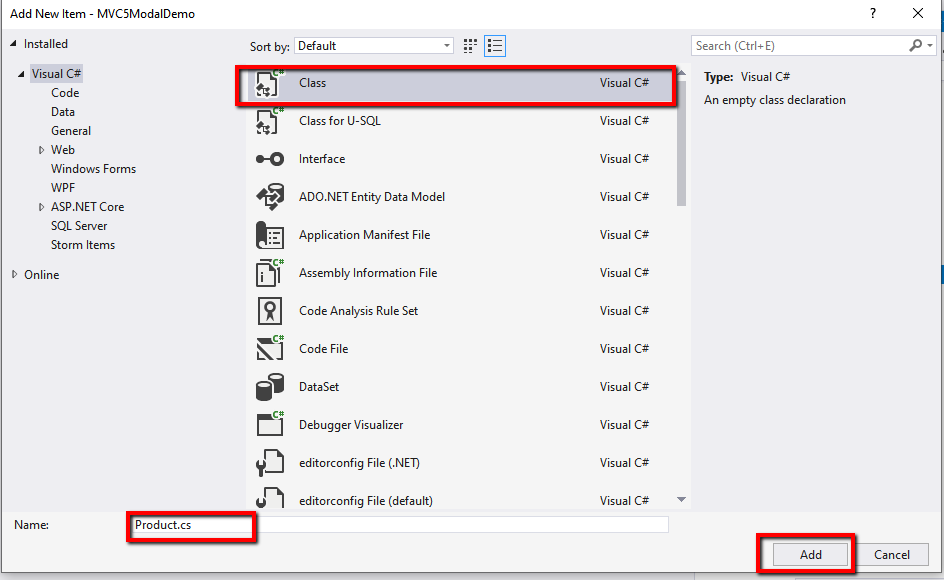 Add New Item - MVC5ModalDemo
?
Installed
Sort by: Default
Search (Ctrl+E)
Visual C#
Code
Data
General
Web
Windows Forms
WPF
ASP.NET Core
SQL Server
Storm Items
Online
C# Class Visual C#
C# Class for U-SQL Visual C#
Interface Visual C#
ADO.NET Entity Data Model Visual C#
Application Manifest File Visual C#
C# Assembly Information File Visual C#
Code Analysis Rule Set Visual C#
C# Code File Visual C#
DataSet Visual C#
C# Debugger Visualizer Visual C#
editorconfig File (.NET) Visual C#
editorconfig File (default) Visual C#
Type: Visual C#
An empty class declaration
Name: Product.cs
Add Cancel